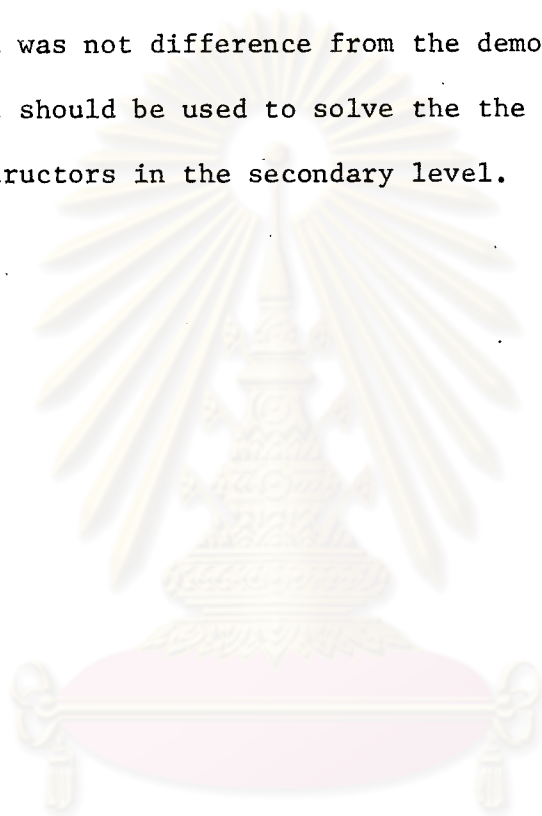 was not difference from the demo
should be used to solve the the
ructors in the secondary level.